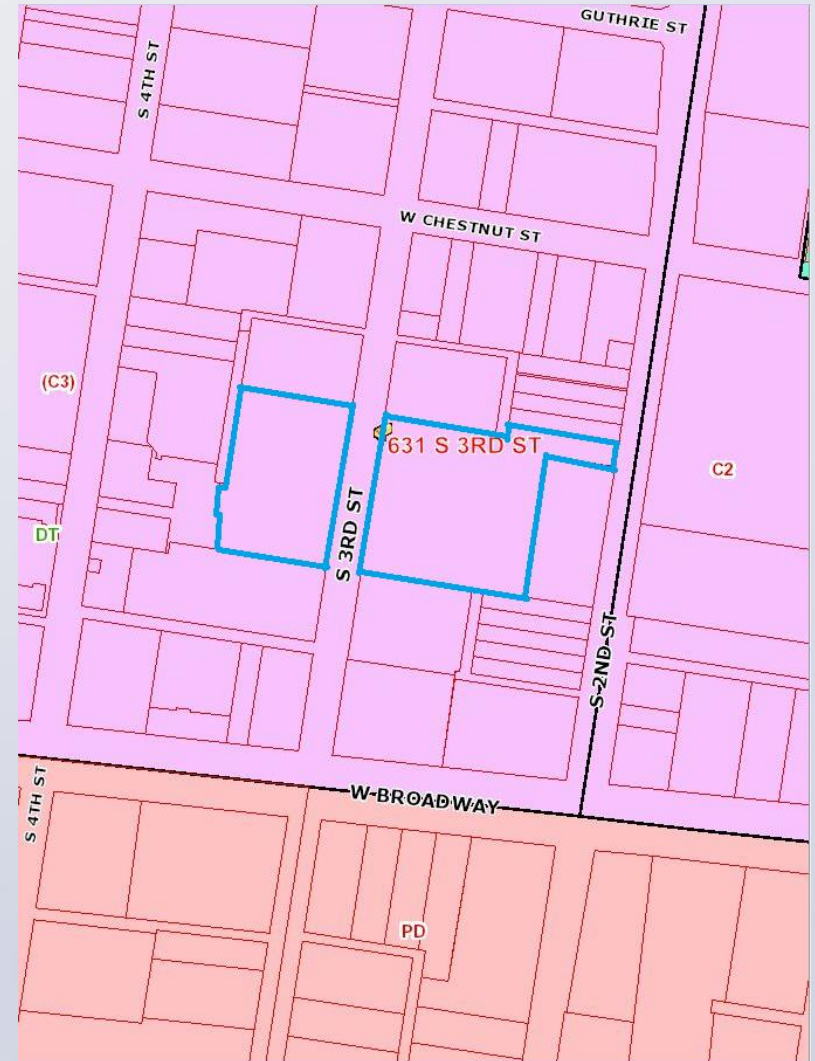 GUTHRIE ST
S 4TH ST
W CHESTNUT ST
(C3)
631 S 3RD ST
C2
DT
S 3RD ST
S 2ND ST
S 4TH ST
W BROADWAY
PD